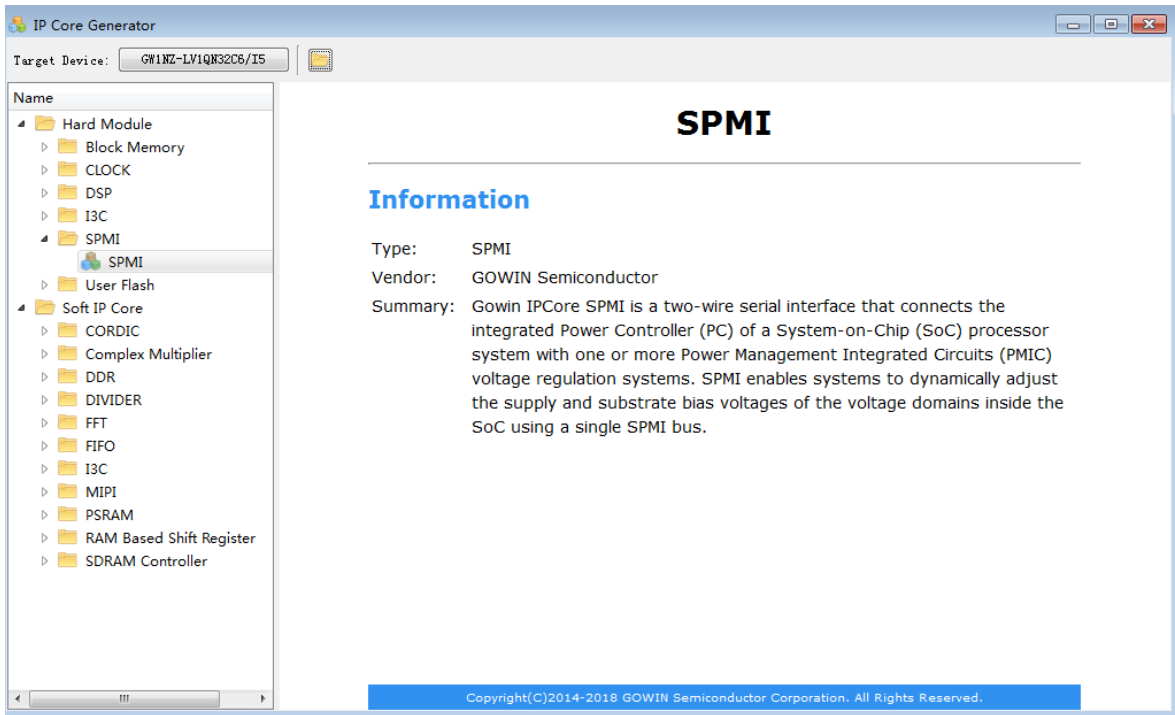 IP Core Generator
Target Device: GW1NZ-LV1QN32C6/I5
Name
Hard Module
Block Memory
CLOCK
DSP
I3C
SPMI
SPMI
User Flash
Soft IP Core
CORDIC
Complex Multiplier
DDR
DIVIDER
FFT
FIFO
I3C
MIPI
PSRAM
RAM Based Shift Register
SDRAM Controller
SPMI
Information
Type: SPMI
Vendor: GOWIN Semiconductor
Summary: Gowin IPCore SPMI is a two-wire serial interface that connects the
integrated Power Controller (PC) of a System-on-Chip (SoC) processor
system with one or more Power Management Integrated Circuits (PMIC)
voltage regulation systems. SPMI enables systems to dynamically adjust
the supply and substrate bias voltages of the voltage domains inside the
SoC using a single SPMI bus.
Copyright(C)2014-2018 GOWIN Semiconductor Corporation. All Rights Reserved.